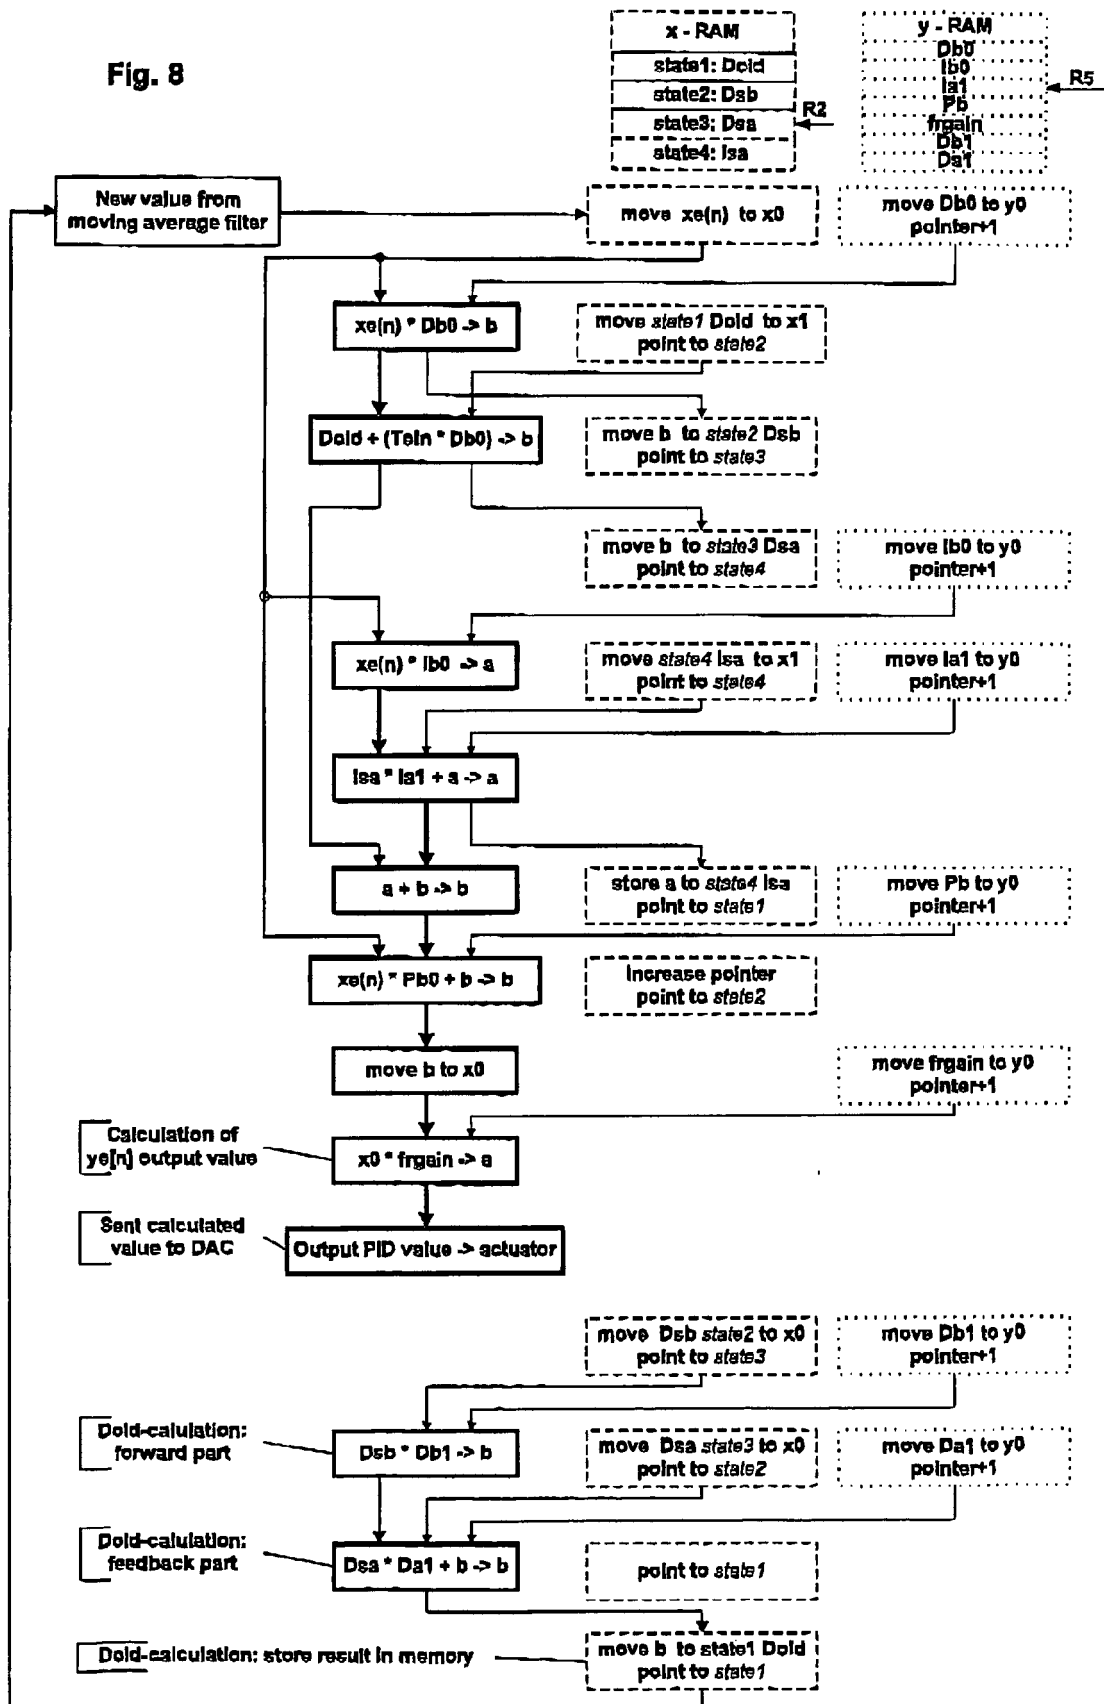 Fig. 8
x - RAM
state1: Dold
state2: Dsb
state3: Dsa
state4: Isa
R2
y - RAM
Db0
Ib0
Ia1
Pb
frgain
Db1
Da1
R5
New value from
moving average filter
move xe(n) to x0
move Db0 to y0
pointer+1
xe(n) * Db0 -> b
move state1 Dold to x1
point to state2
Dold + (Tein * Db0) -> b
move b to state2 Dsb
point to state3
move b to state3 Dsa
point to state4
move Ib0 to y0
pointer+1
xe(n) * Ib0 -> a
move state4 Isa to x1
point to state4
move Ia1 to y0
pointer+1
Isa * Ia1 + a -> a
a + b -> b
store a to state4 Isa
point to state1
move Pb to y0
pointer+1
xe(n) * Pb0 + b -> b
Increase pointer
point to state2
move b to x0
move frgain to y0
pointer+1
Calculation of
ye[n] output value
x0 * frgain -> a
Sent calculated
value to DAC
Output PID value -> actuator
move Dsb state2 to x0
point to state3
move Db1 to y0
pointer+1
Dold-calulation:
forward part
Dsb * Db1 -> b
move Dsa state3 to x0
point to state2
move Da1 to y0
pointer+1
Dold-calulation:
feedback part
Dsa * Da1 + b -> b
point to state1
Dold-calculation: store result in memory
move b to state1 Dold
point to state1